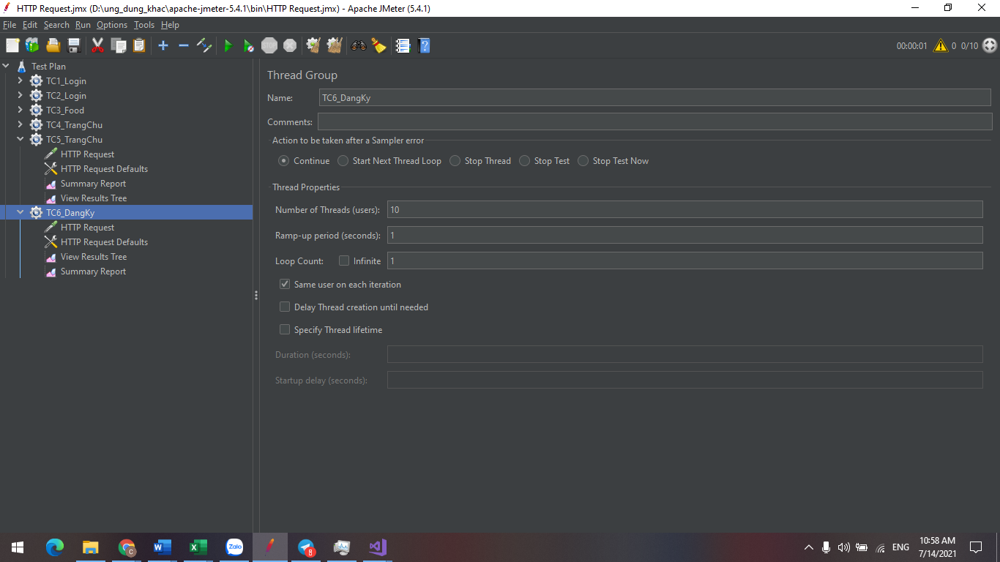 HTTP Request.jmx (D:\ung_dung_khac\apache-jmeter-5.4.1\bin\HTTP Request.jmx) - Apache JMeter (5.4.1)
File Edit Search Run Options Tools Help
STOP
00:00:01 0 0/10
Test Plan
TC1_Login
TC2_Login
TC3_Food
TC4_TrangChu
TC5_TrangChu
HTTP Request
HTTP Request Defaults
Summary Report
View Results Tree
TC6_DangKy
HTTP Request
HTTP Request Defaults
View Results Tree
Summary Report
Thread Group
Name: TC6_DangKy
Comments:
Action to be taken after a Sampler error
Continue Start Next Thread Loop Stop Thread Stop Test Stop Test Now
Thread Properties
Number of Threads (users): 10
Ramp-up period (seconds): 1
Loop Count: Infinite 1
Same user on each iteration
Delay Thread creation until needed
Specify Thread lifetime
Duration (seconds):
Startup delay (seconds):
C W X Zalo 8 ENG 10:58 AM
7/14/2021